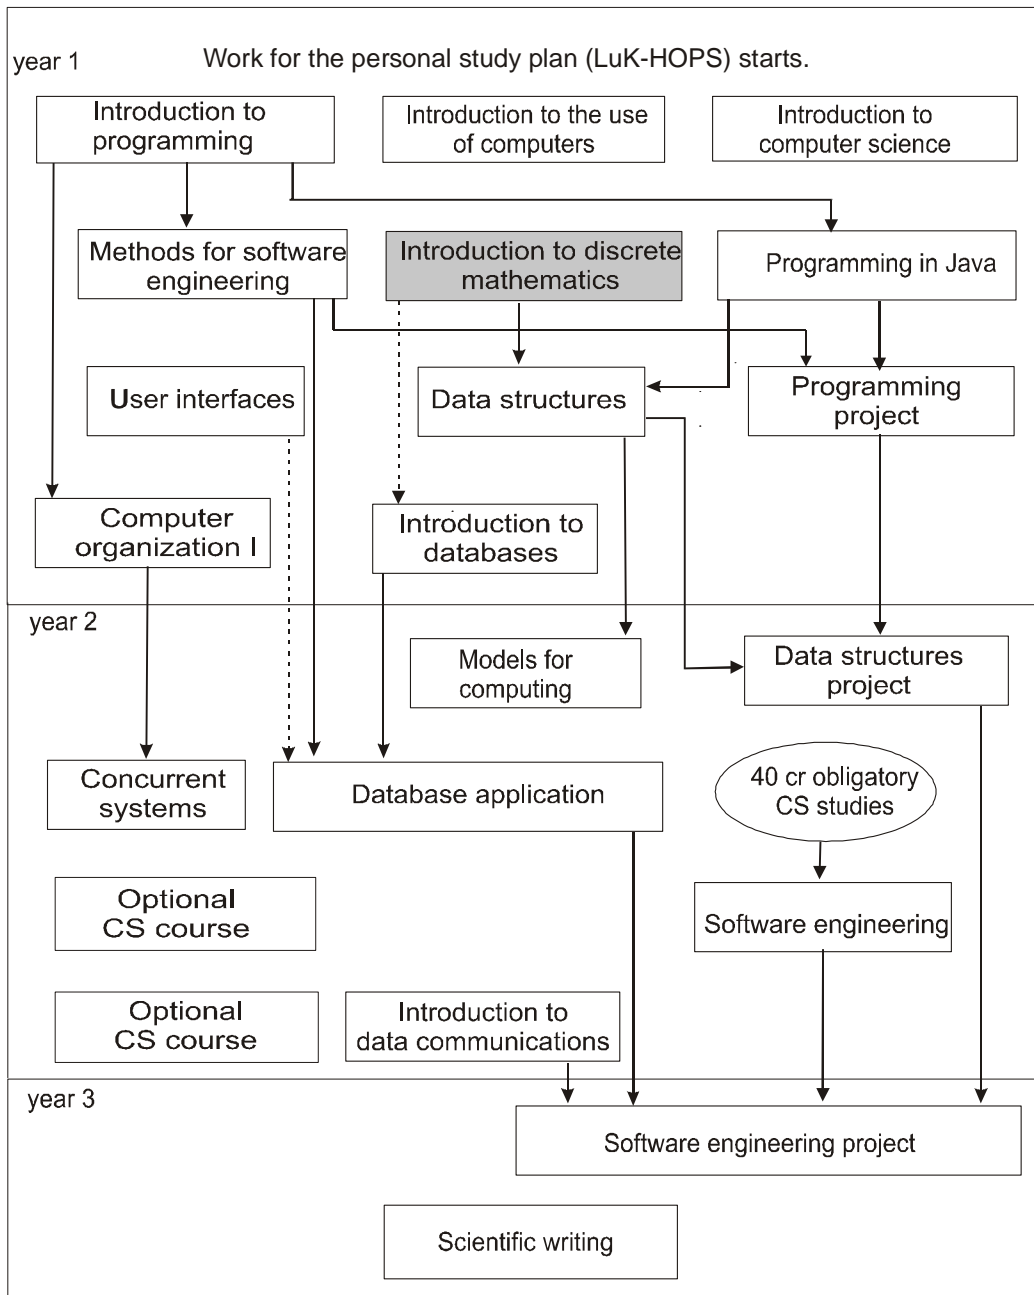 year 1
Work for the personal study plan (LuK-HOPS) starts.
Introduction to
programming
Introduction to the use
of computers
Introduction to
computer science
Methods for software
engineering
Introduction to discrete
mathematics
Programming in Java
User interfaces
Data structures
Programming
project
Computer
organization I
Introduction to
databases
year 2
Models for
computing
Data structures
project
Concurrent
systems
Database application
40 cr obligatory
CS studies
Optional
CS course
Software engineering
Optional
CS course
Introduction to
data communications
year 3
Software engineering project
Scientific writing